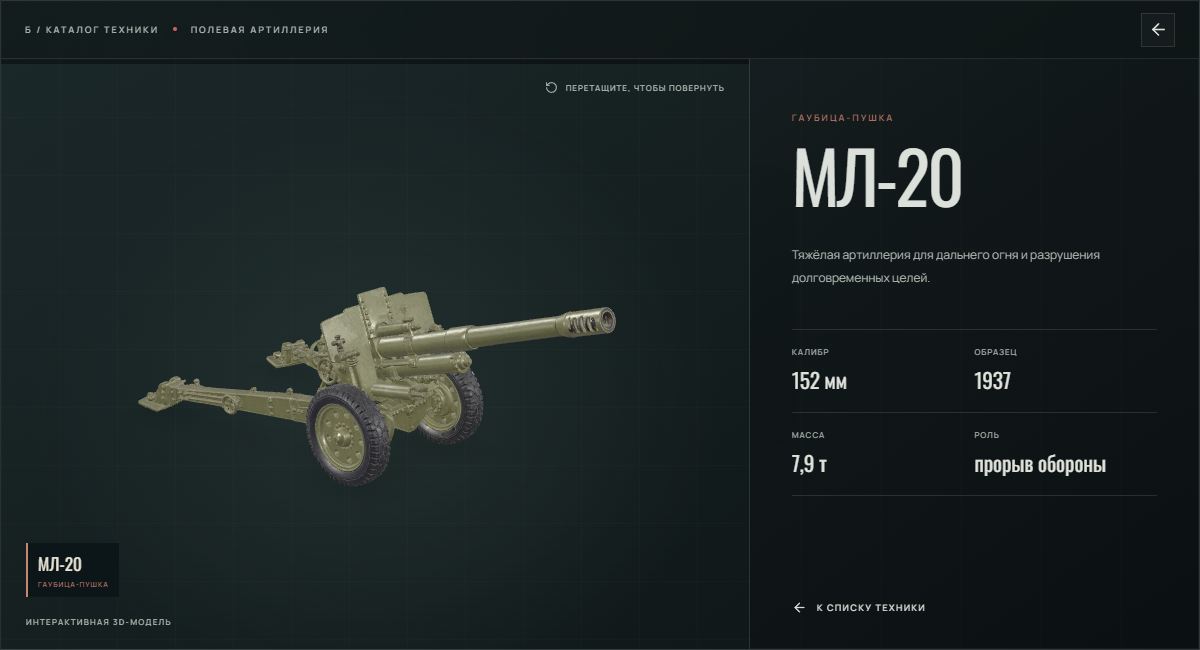 Б / КАТАЛОГ ТЕХНИКИ • ПОЛЕВАЯ АРТИЛЛЕРИЯ
ПЕРЕТАЩИТЕ, ЧТОБЫ ПОВЕРНУТЬ
МЛ-20
ГАУБИЦА-ПУШКА
ИНТЕРАКТИВНАЯ 3D-МОДЕЛЬ
ГАУБИЦА-ПУШКА
МЛ-20
Тяжёлая артиллерия для дальнего огня и разрушения
долговременных целей.
КАЛИБР
152 мм
ОБРАЗЕЦ
1937
МАССА
7,9 т
РОЛЬ
прорыв обороны
К СПИСКУ ТЕХНИКИ